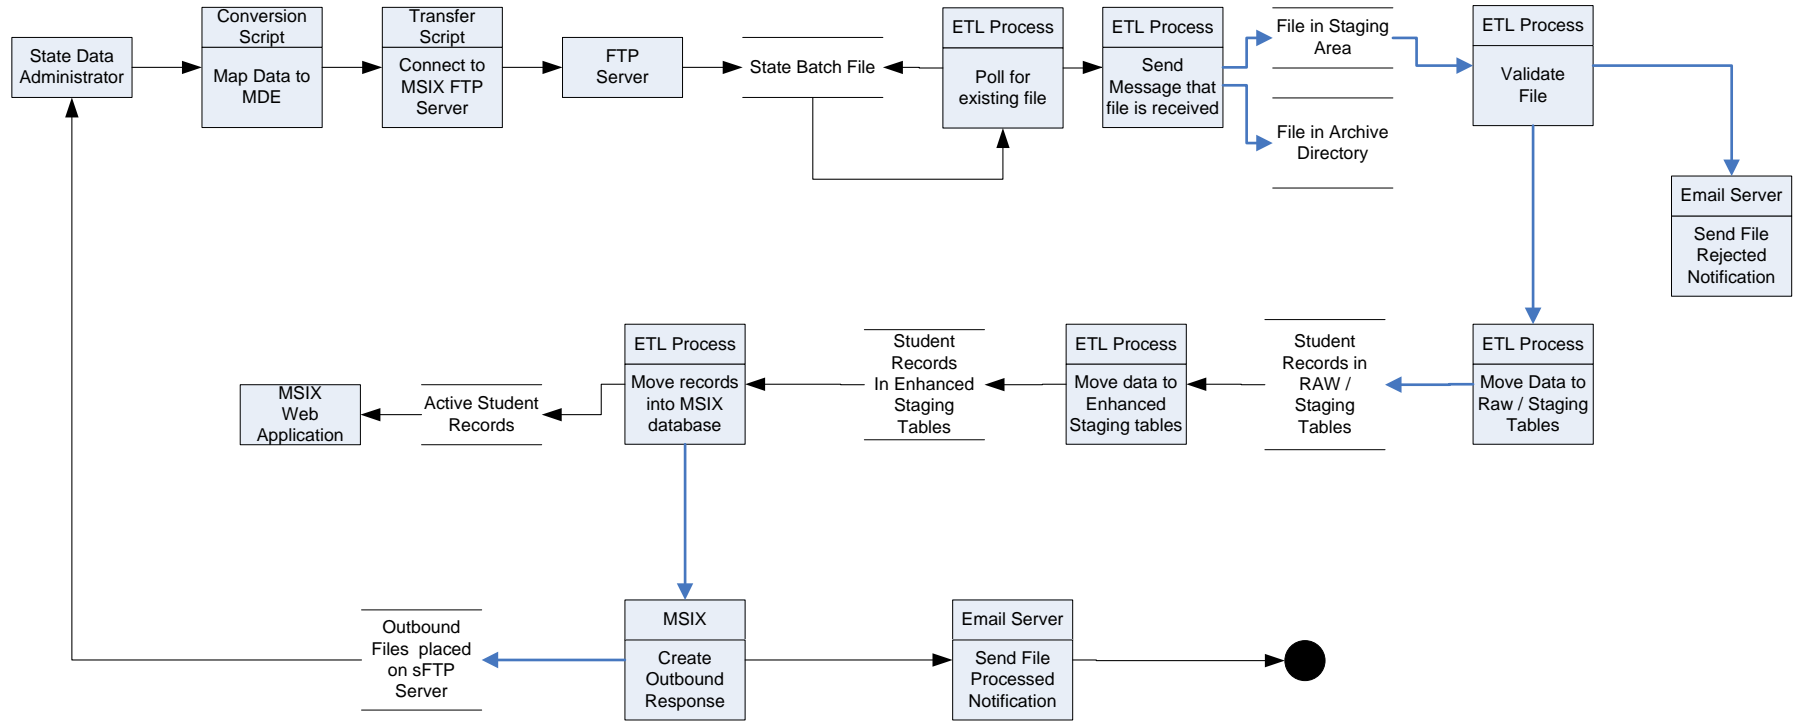 State Data
Administrator
Conversion
Script
Map Data to
MDE
Transfer
Script
Connect to
MSIX FTP
Server
FTP
Server
State Batch File
ETL Process
Poll for
existing file
ETL Process
Send
Message that
file is received
File in Staging
Area
File in Archive
Directory
ETL Process
Validate
File
Email Server
Send File
Rejected
Notification
MSIX
Web
Application
Active Student
Records
ETL Process
Move records
into MSIX
database
Student
Records
In Enhanced
Staging
Tables
ETL Process
Move data to
Enhanced
Staging tables
Student
Records in
RAW /
Staging
Tables
ETL Process
Move Data to
Raw / Staging
Tables
Outbound
Files placed
on sFTP
Server
MSIX
Create
Outbound
Response
Email Server
Send File
Processed
Notification